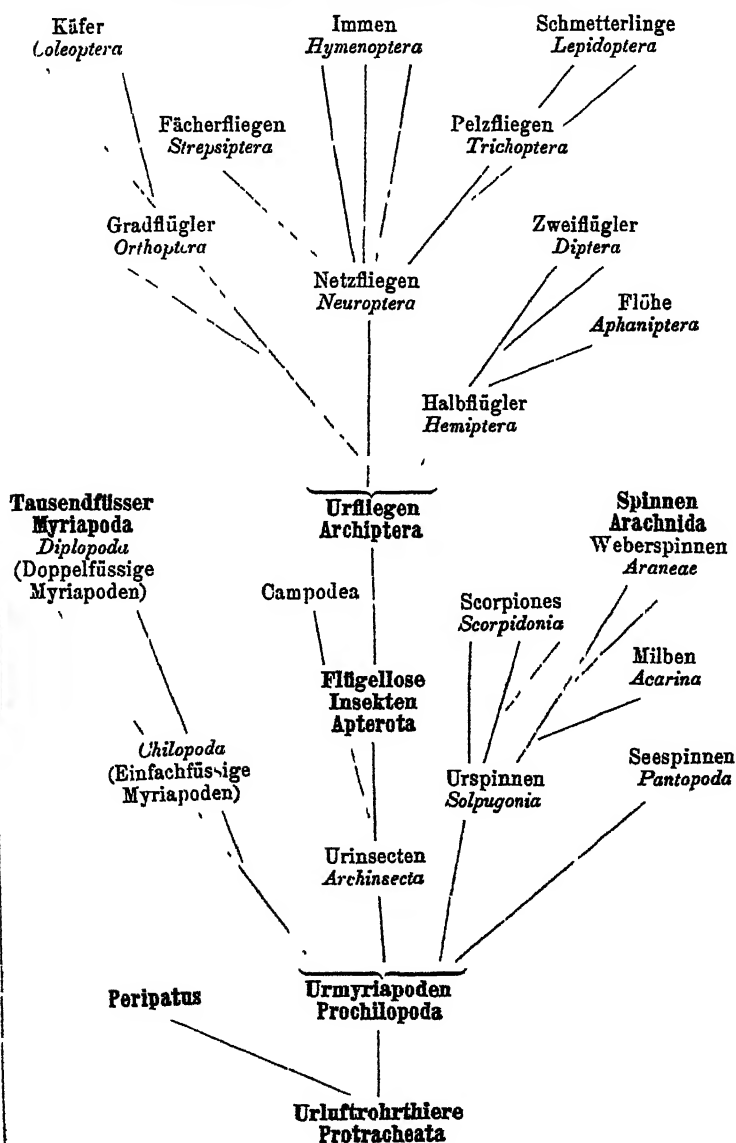 Käfer
Coleoptera
Immen
Hymenoptera
Schmetterlinge
Lepidoptera
Fächerfliegen
Strepsiptera
Pelzfliegen
Trichoptera
Gradflügler
Orthoptera
Zweiflügler
Diptera
Netzfliegen
Neuroptera
Flöhe
Aphaniptera
Halbflügler
Hemiptera
Urfliegen
Archiptera
Tausendfüsser
Myriapoda
Diplopoda
(Doppelfüssige
Myriapoden)
Spinnen
Arachnida
Weberspinnen
Araneae
Campodea
Scorpiones
Scorpidonia
Milben
Acarina
Flügellose
Insekten
Apterota
Chilopoda
(Einfachfüssige
Myriapoden)
Urspinnen
Solpugonia
Seespinnen
Pantopoda
Urinsecten
Archinsecta
Peripatus
Urmyriapoden
Prochilopoda
Urluftrohrthiere
Protracheata